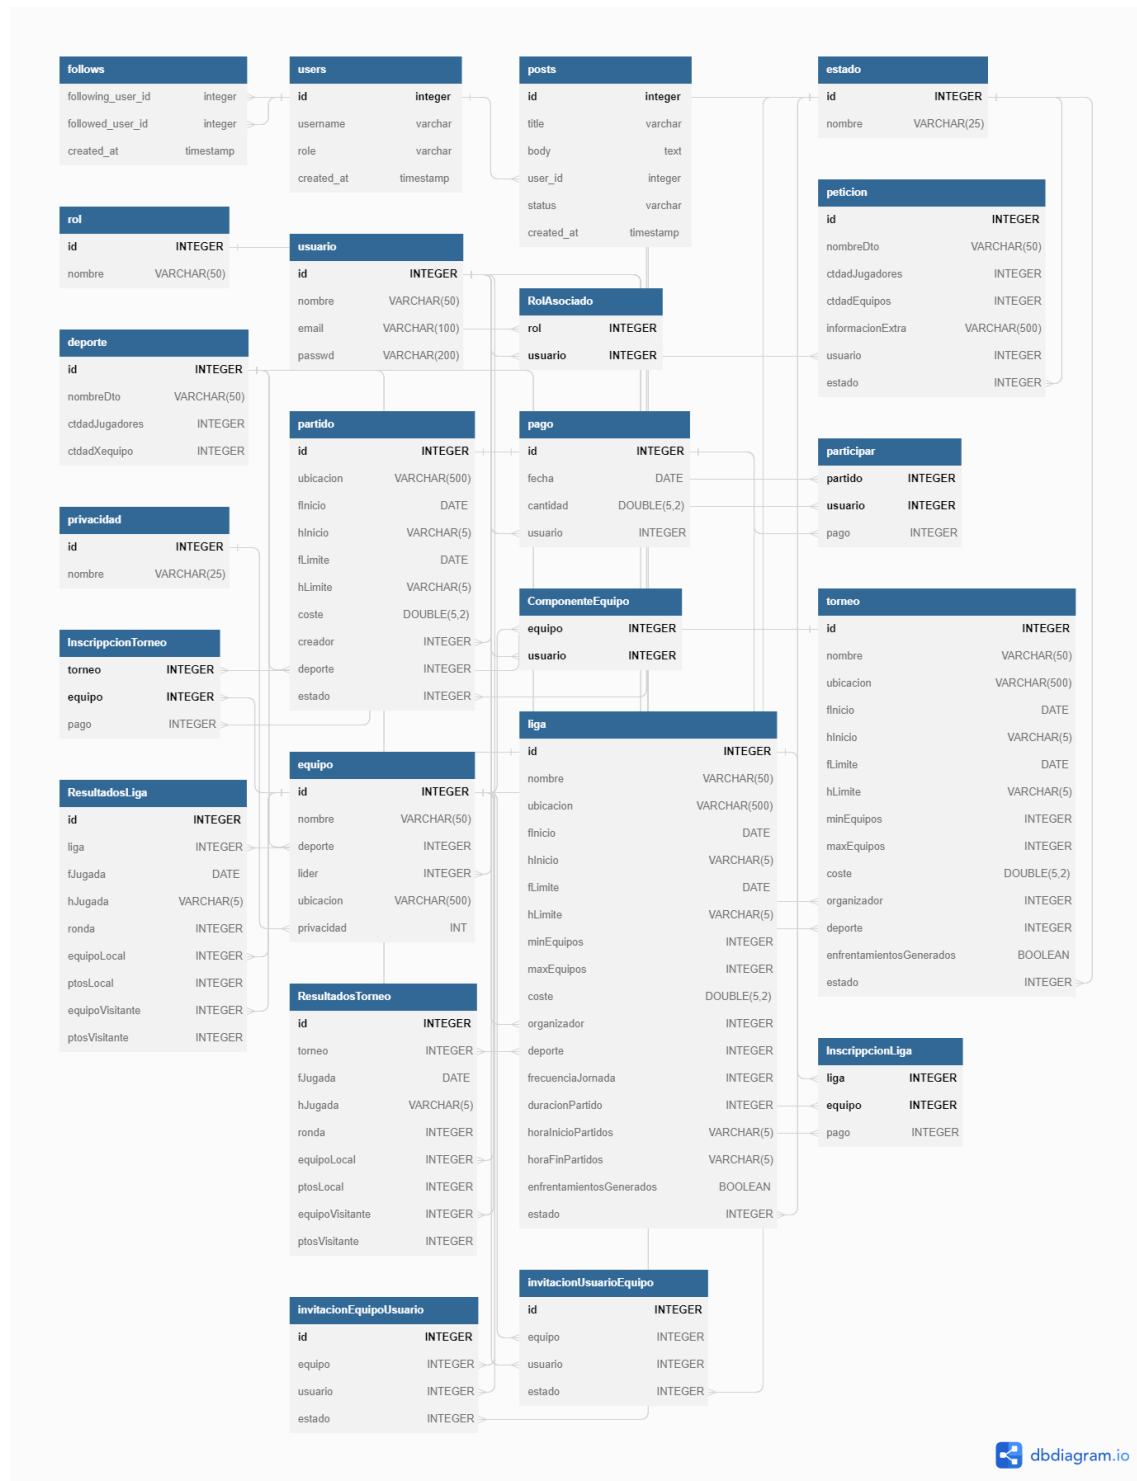 follows
following_user_id integer
followed_user_id integer
created_at timestamp
users
id integer
username varchar
role varchar
created_at timestamp
posts
id integer
title varchar
body text
user_id integer
status varchar
created_at timestamp
estado
id INTEGER
nombre VARCHAR(25)
peticion
id INTEGER
nombreDto VARCHAR(50)
ctdadJugadores INTEGER
ctdadEquipos INTEGER
informacionExtra VARCHAR(500)
usuario INTEGER
estado INTEGER
rol
id INTEGER
nombre VARCHAR(50)
usuario
id INTEGER
nombre VARCHAR(50)
email VARCHAR(100)
passwd VARCHAR(200)
RolAsociado
rol INTEGER
usuario INTEGER
deporte
id INTEGER
nombreDto VARCHAR(50)
ctdadJugadores INTEGER
ctdadXequipo INTEGER
partido
id INTEGER
ubicacion VARCHAR(500)
fInicio DATE
hInicio VARCHAR(5)
fLimite DATE
hLimite VARCHAR(5)
coste DOUBLE(5,2)
creador INTEGER
deporte INTEGER
estado INTEGER
pago
id INTEGER
fecha DATE
cantidad DOUBLE(5,2)
usuario INTEGER
participar
partido INTEGER
usuario INTEGER
pago INTEGER
privacidad
id INTEGER
nombre VARCHAR(25)
ComponenteEquipo
equipo INTEGER
usuario INTEGER
torneo
id INTEGER
nombre VARCHAR(50)
ubicacion VARCHAR(500)
fInicio DATE
hInicio VARCHAR(5)
fLimite DATE
hLimite VARCHAR(5)
minEquipos INTEGER
maxEquipos INTEGER
coste DOUBLE(5,2)
organizador INTEGER
deporte INTEGER
enfrentamientosGenerados BOOLEAN
estado INTEGER
InscrippcionTorneo
torneo INTEGER
equipo INTEGER
pago INTEGER
equipo
id INTEGER
nombre VARCHAR(50)
deporte INTEGER
lider INTEGER
ubicacion VARCHAR(500)
privacidad INT
liga
id INTEGER
nombre VARCHAR(50)
ubicacion VARCHAR(500)
fInicio DATE
hInicio VARCHAR(5)
fLimite DATE
hLimite VARCHAR(5)
minEquipos INTEGER
maxEquipos INTEGER
coste DOUBLE(5,2)
organizador INTEGER
deporte INTEGER
frecuenciaJornada INTEGER
duracionPartido INTEGER
horaInicioPartidos VARCHAR(5)
horaFinPartidos VARCHAR(5)
enfrentamientosGenerados BOOLEAN
estado INTEGER
ResultadosLiga
id INTEGER
liga INTEGER
fJugada DATE
hJugada VARCHAR(5)
ronda INTEGER
equipoLocal INTEGER
ptosLocal INTEGER
equipoVisitante INTEGER
ptosVisitante INTEGER
ResultadosTorneo
id INTEGER
torneo INTEGER
fJugada DATE
hJugada VARCHAR(5)
ronda INTEGER
equipoLocal INTEGER
ptosLocal INTEGER
equipoVisitante INTEGER
ptosVisitante INTEGER
InscrippcionLiga
liga INTEGER
equipo INTEGER
pago INTEGER
invitacionUsuarioEquipo
id INTEGER
equipo INTEGER
usuario INTEGER
estado INTEGER
invitacionEquipoUsuario
id INTEGER
equipo INTEGER
usuario INTEGER
estado INTEGER
dbdiagram.io